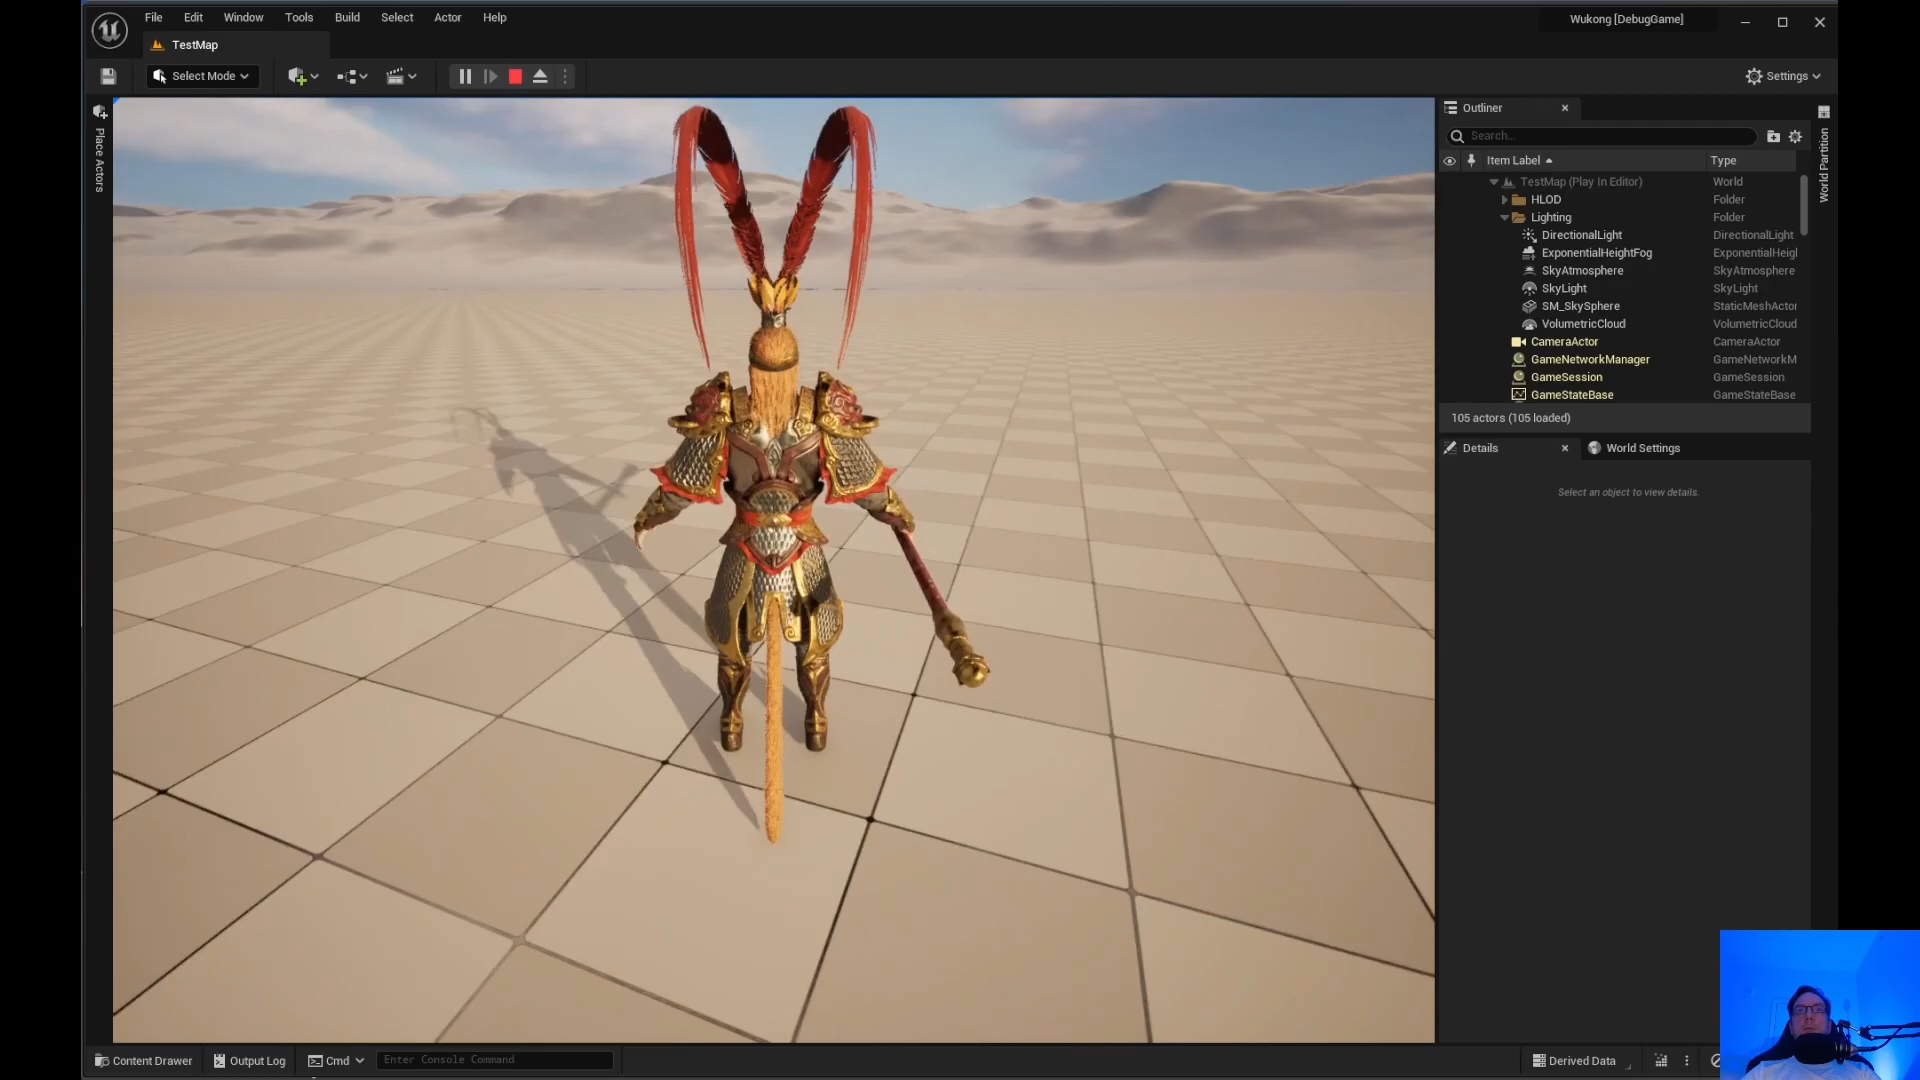 File Edit Window Tools Build Select Actor Help
Wukong [DebugGame]
TestMap
Select Mode
Settings
Place Actors
Outliner
World Partition
Search...
Item Label Type
TestMap (Play In Editor) World
HLOD Folder
Lighting Folder
DirectionalLight DirectionalLight
ExponentialHeightFog ExponentialHeigl
SkyAtmosphere SkyAtmosphere
SkyLight SkyLight
SM_SkySphere StaticMeshActor
VolumetricCloud VolumetricCloud
CameraActor CameraActor
GameNetworkManager GameNetworkM
GameSession GameSession
GameStateBase GameStateBase
105 actors (105 loaded)
Details World Settings
Select an object to view details.
Content Drawer Output Log Cmd Enter Console Command Derived Data